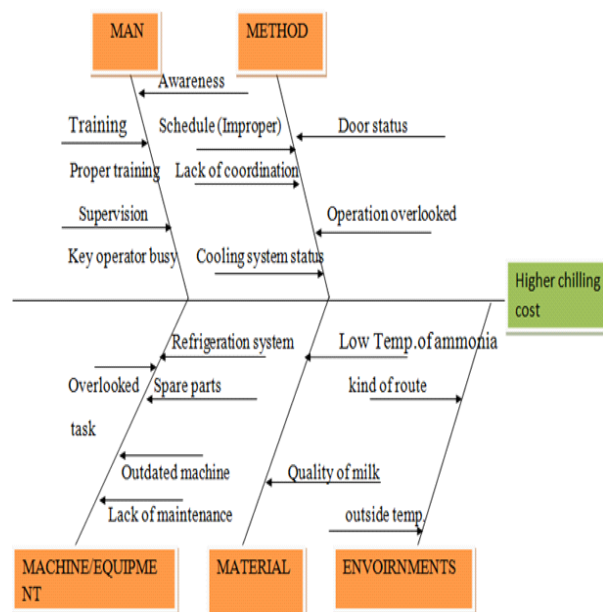 MAN
METHOD
Awareness
Training
Schedule (Improper)
Door status
Proper training
Lack of coordination
Supervision
Operation overlooked
Key operator busy
Cooling system status
Higher chilling
cost
Refrigeration system
Low Temp.of ammonia
Overlooked
task
Spare parts
kind of route
Outdated machine
Quality of milk
Lack of maintenance
outside temp.
MACHINE/EQUIPME
NT
MATERIAL
ENVOIRNMENTS